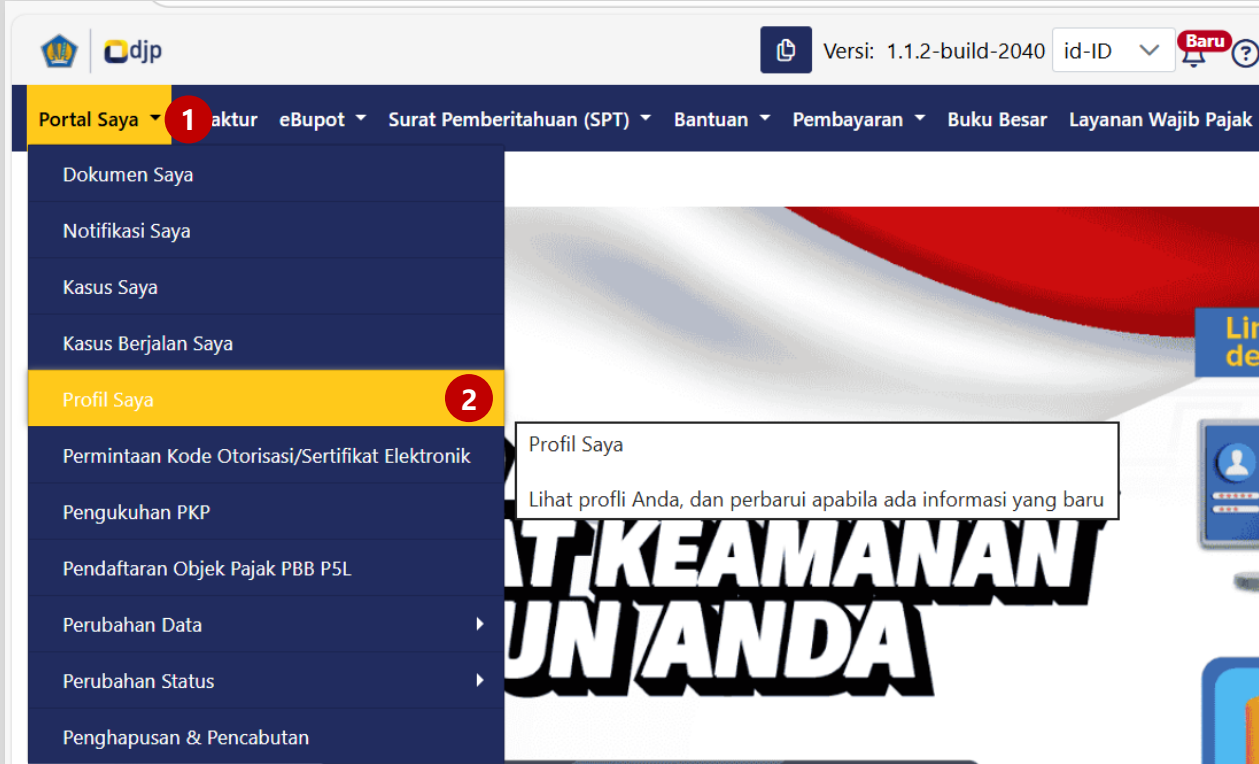 djp
Versi: 1.1.2-build-2040
id-ID
Baru
?
Portal Saya
1
aktur
eBupot
Surat Pemberitahuan (SPT)
Bantuan
Pembayaran
Buku Besar
Layanan Wajib Pajak
Dokumen Saya
Notifikasi Saya
Kasus Saya
Kasus Berjalan Saya
Profil Saya
2
Permintaan Kode Otorisasi/Sertifikat Elektronik
Pengukuhan PKP
Pendaftaran Objek Pajak PBB P5L
Perubahan Data
Perubahan Status
Penghapusan & Pencabutan
Profil Saya
Lihat profli Anda, dan perbarui apabila ada informasi yang baru
KEAMANAN
ANDA